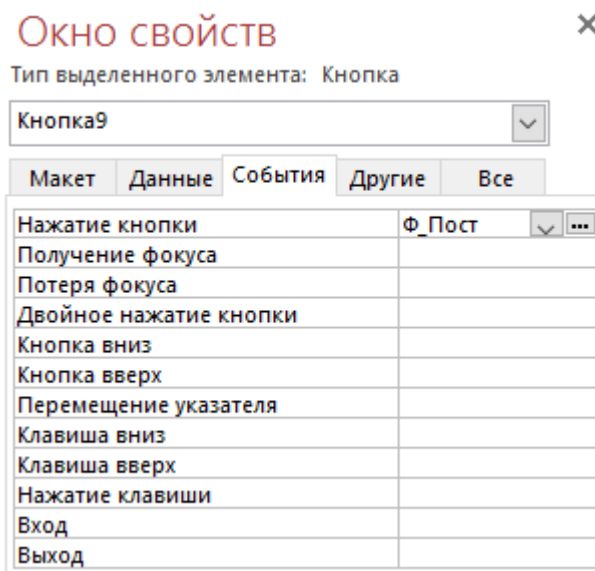 Окно свойств
Тип выделенного элемента: Кнопка
Кнопка9
Макет Данные События Другие Все
Нажатие кнопки Ф_Пост
Получение фокуса
Потеря фокуса
Двойное нажатие кнопки
Кнопка вниз
Кнопка вверх
Перемещение указателя
Клавиша вниз
Клавиша вверх
Нажатие клавиши
Вход
Выход